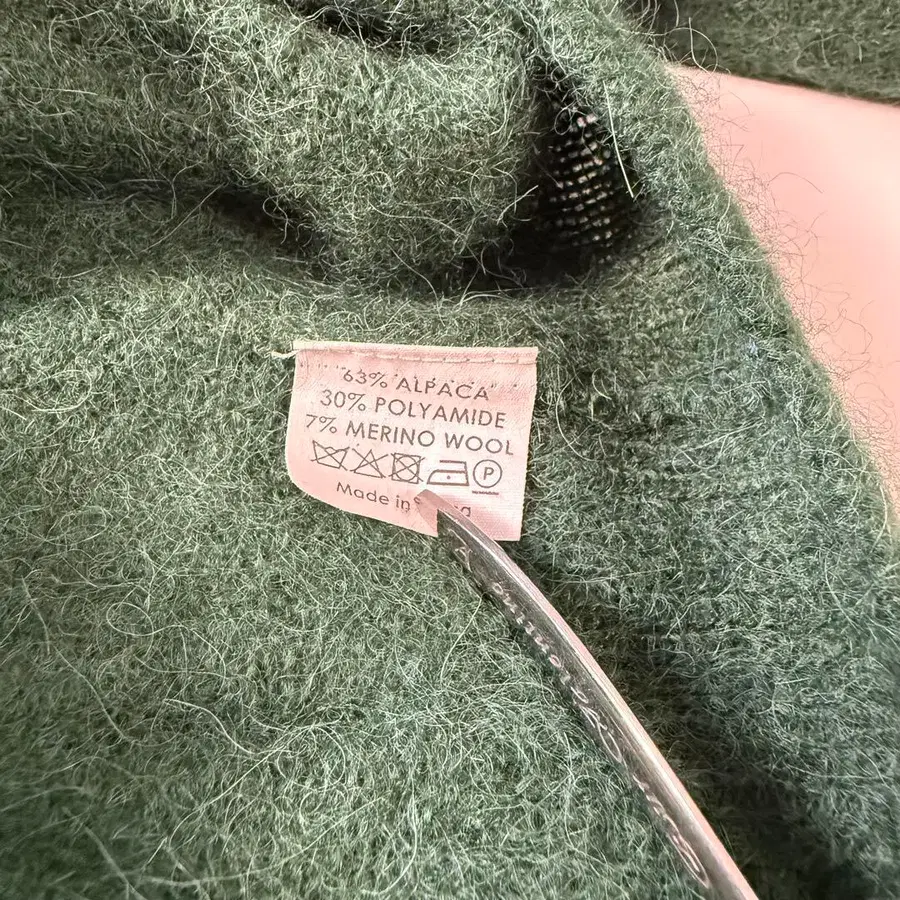 63% ALPACA
30% POLYAMIDE
7% MERINO WOOL
P
Made in